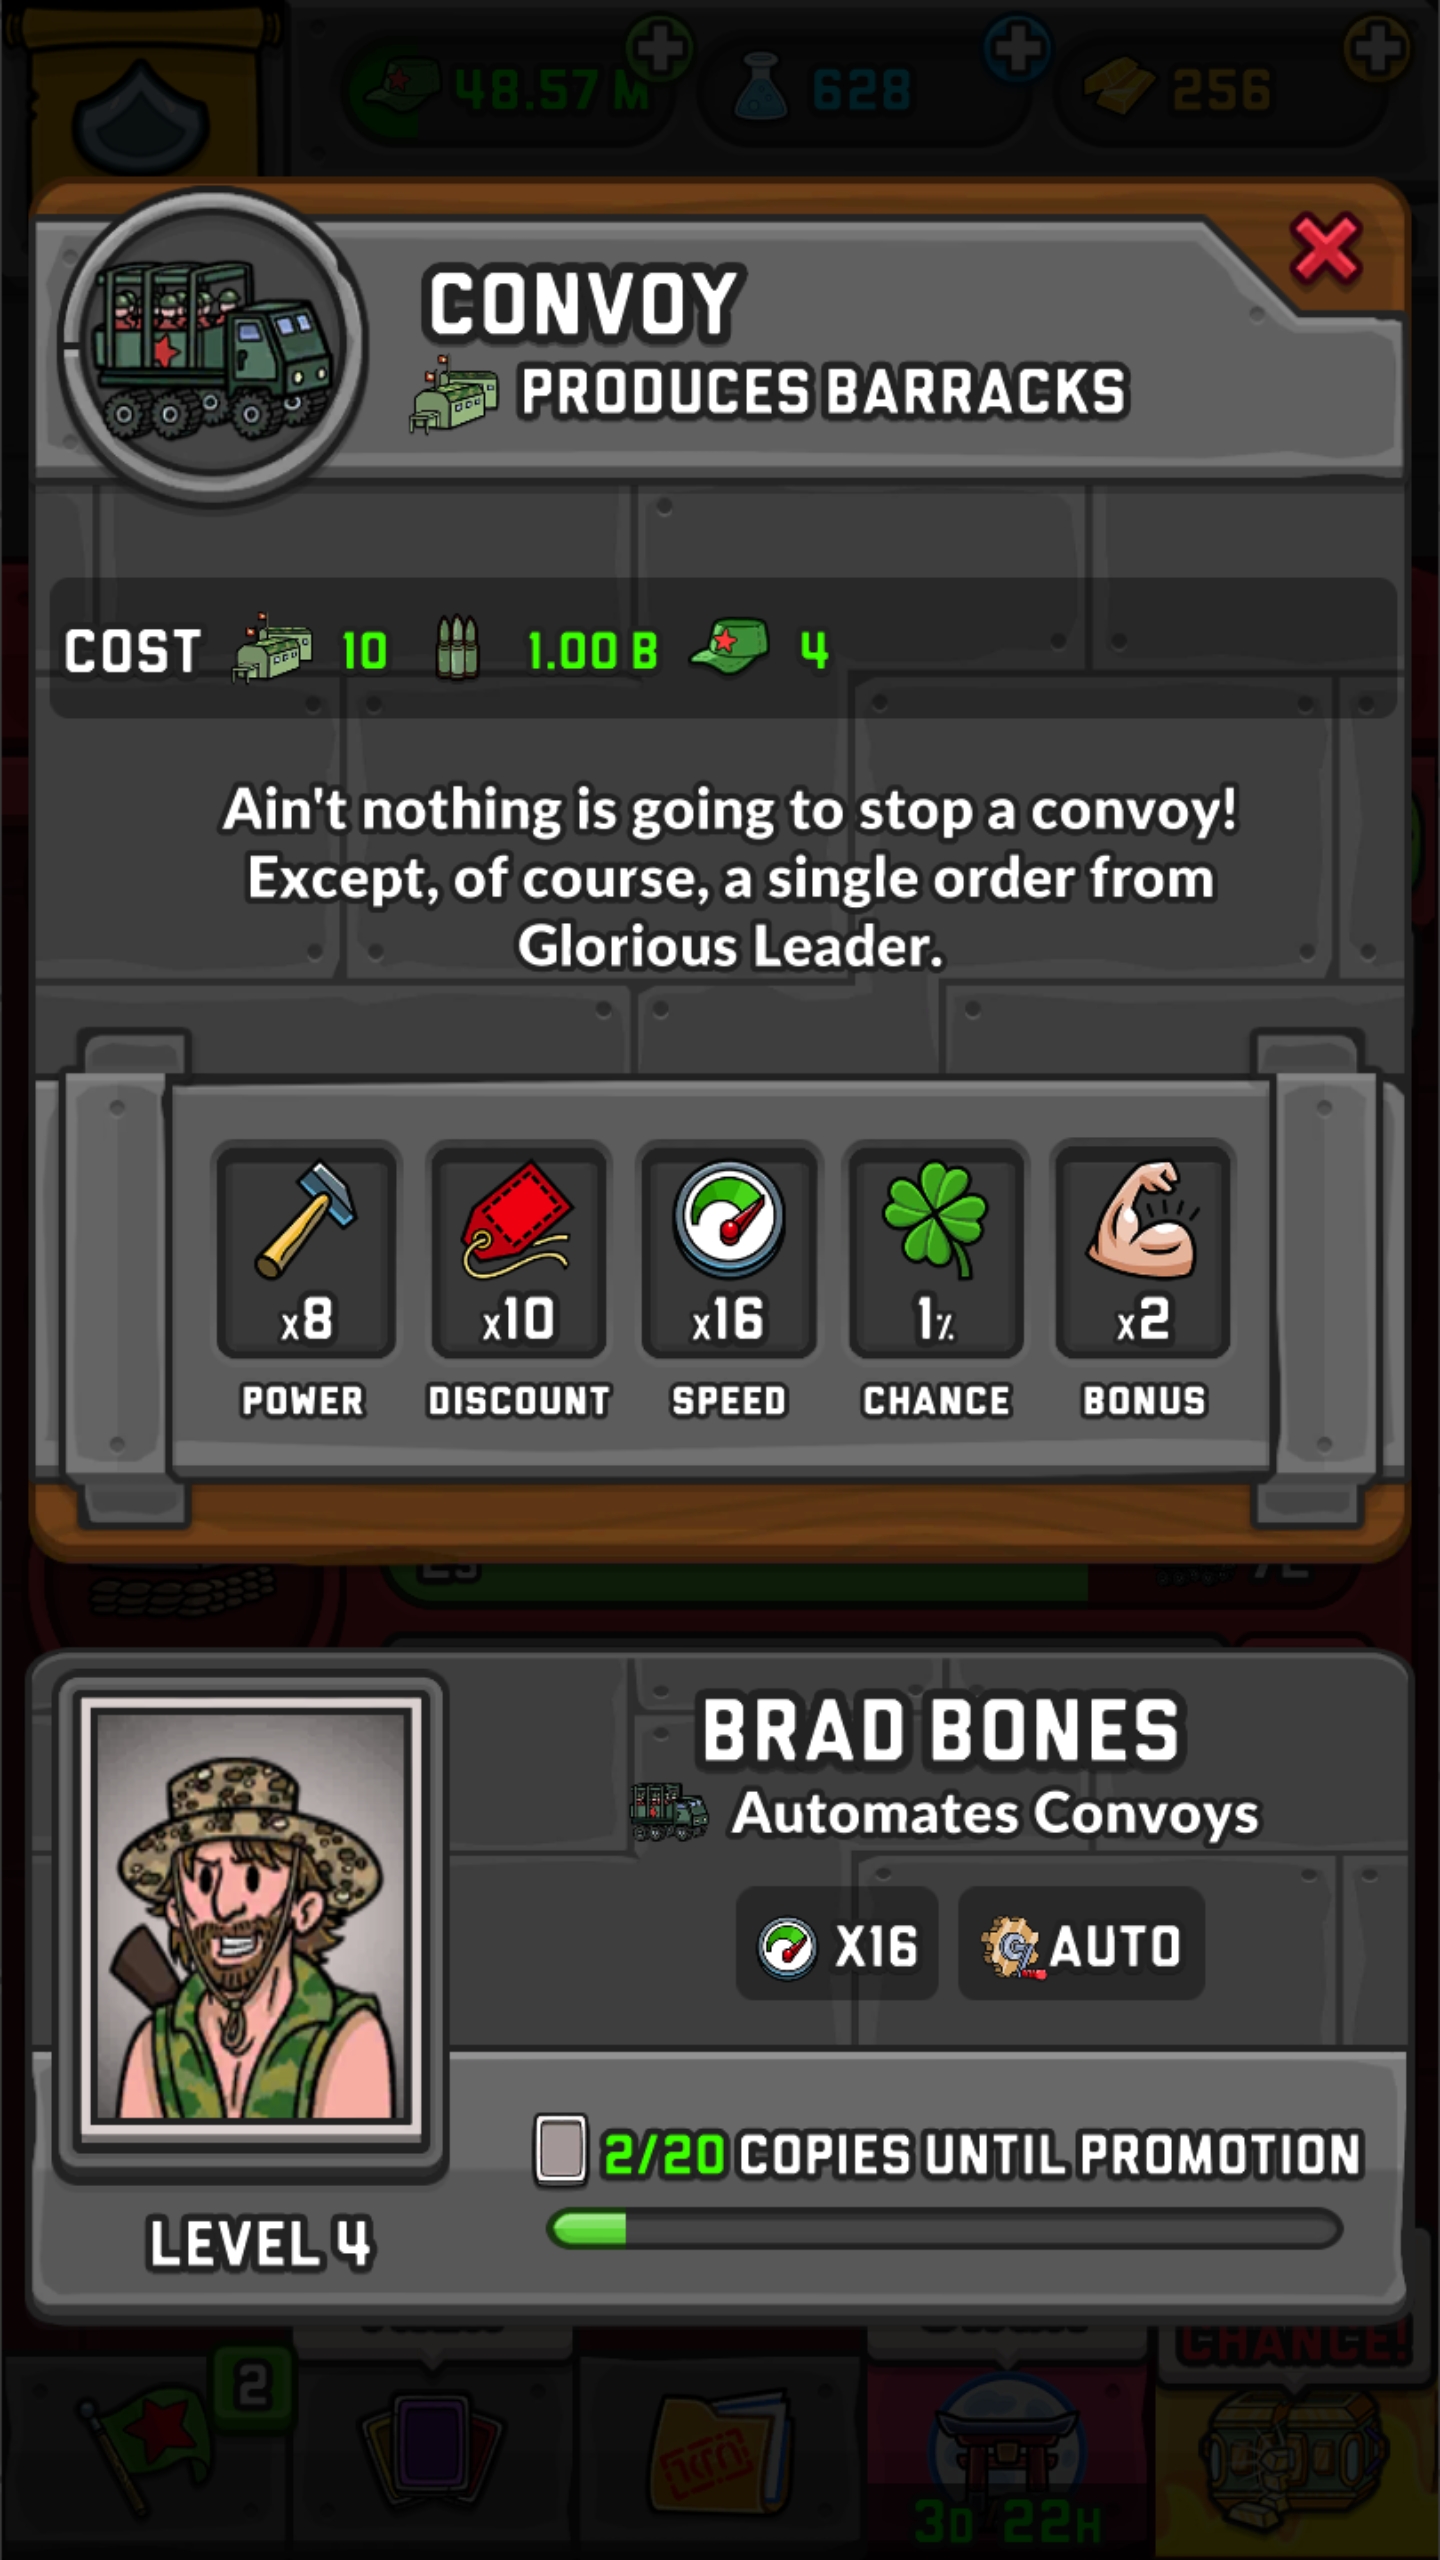 48.57 M 628 256
CONVOY
PRODUCES BARRACKS
COST 10 1.00 B 4
Ain't nothing is going to stop a convoy!
Except, of course, a single order from
Glorious Leader.
x8 x10 x16 1% x2
POWER DISCOUNT SPEED CHANCE BONUS
BRAD BONES
Automates Convoys
X16 AUTO
2/20 COPIES UNTIL PROMOTION
LEVEL 4
CHANCE!
2
3D 22H